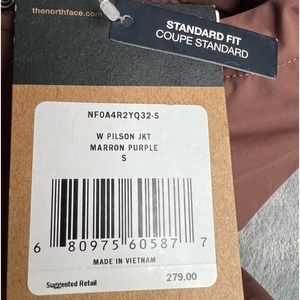 thenorthface.com
STANDARD FIT
COUPE STANDARD
NF0A4R2YQ32-S
W PILSON JKT
MARRON PURPLE
S
6 80975 60587 7
MADE IN VIETNAM
Suggested Retail 279.00